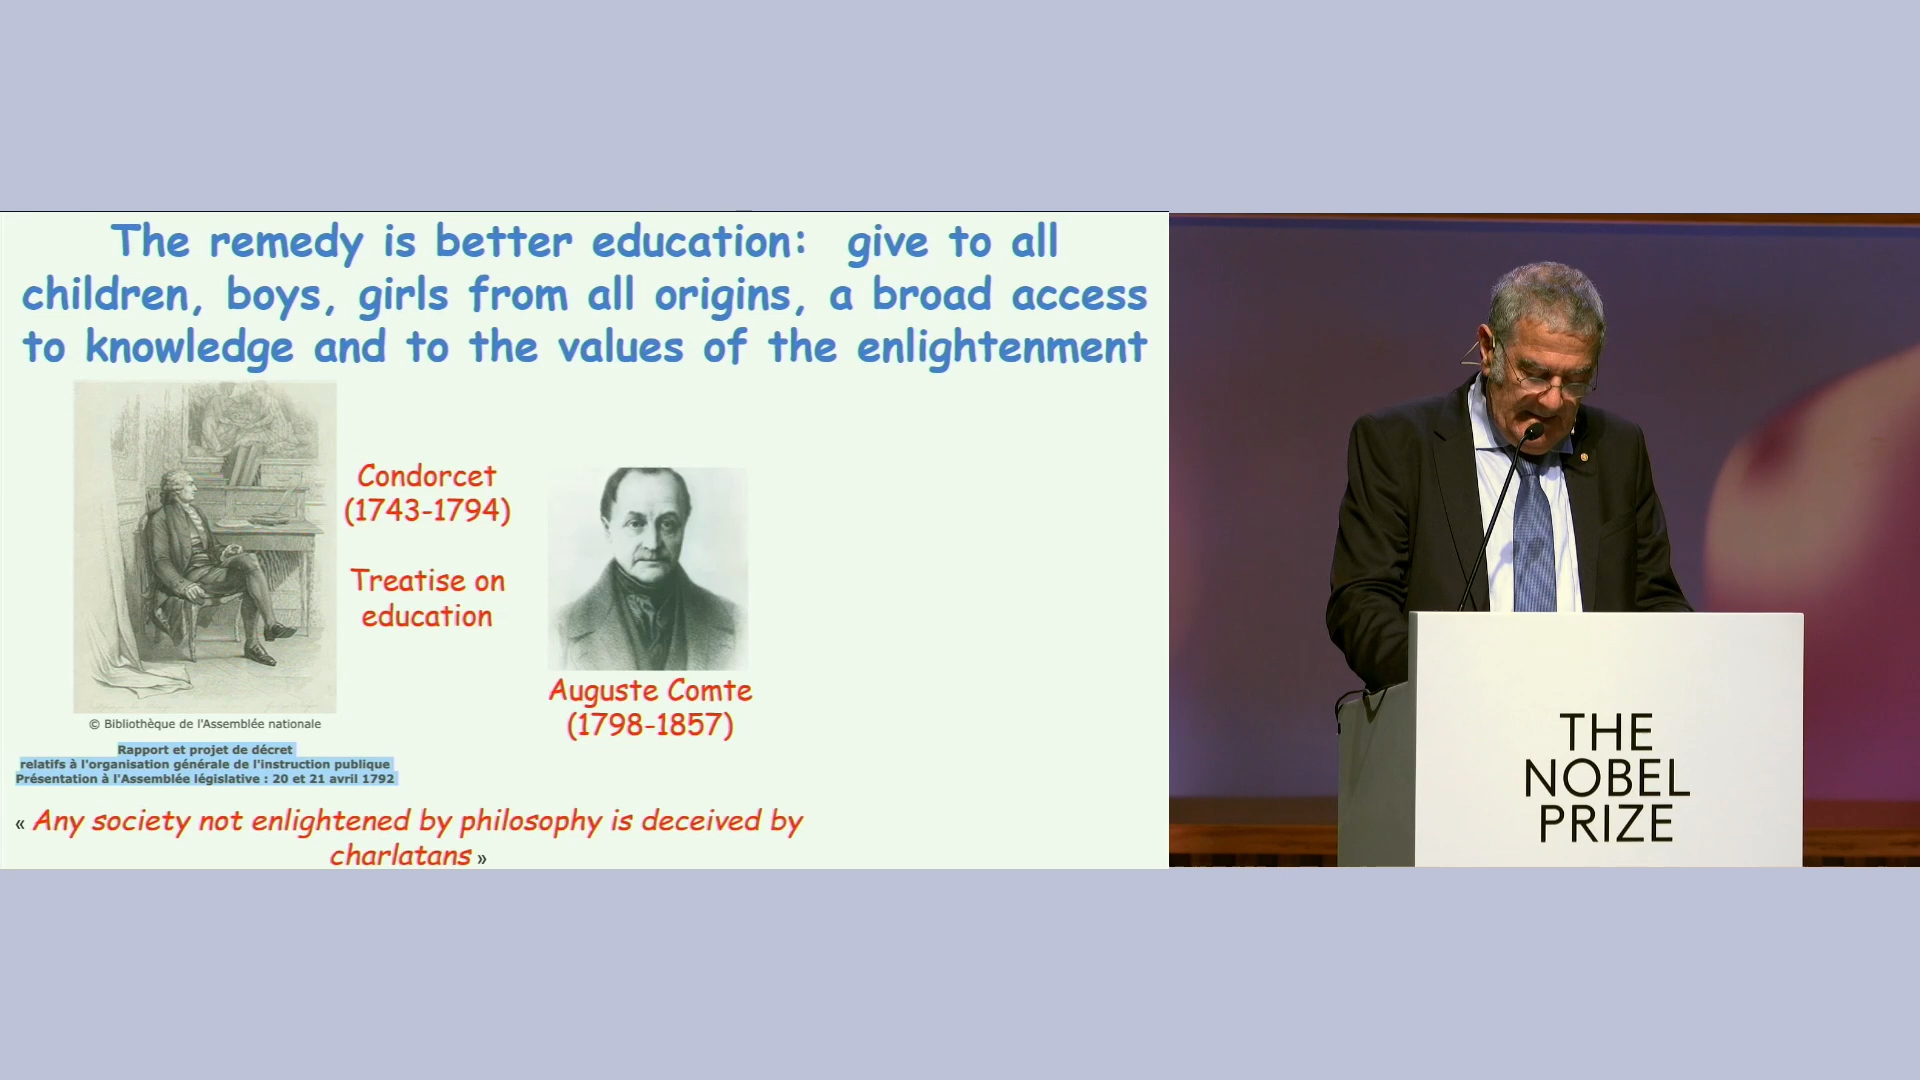 The remedy is better education: give to all
children, boys, girls from all origins, a broad access
to knowledge and to the values of the enlightenment
Condorcet
(1743-1794)
Treatise on
education
Auguste Comte
(1798-1857)
© Bibliothèque de l'Assemblée nationale
Rapport et projet de décret
relatifs à l'organisation générale de l'instruction publique
Présentation à l'Assemblée législative : 20 et 21 avril 1792
« Any society not enlightened by philosophy is deceived by
charlatans »
THE
NOBEL
PRIZE